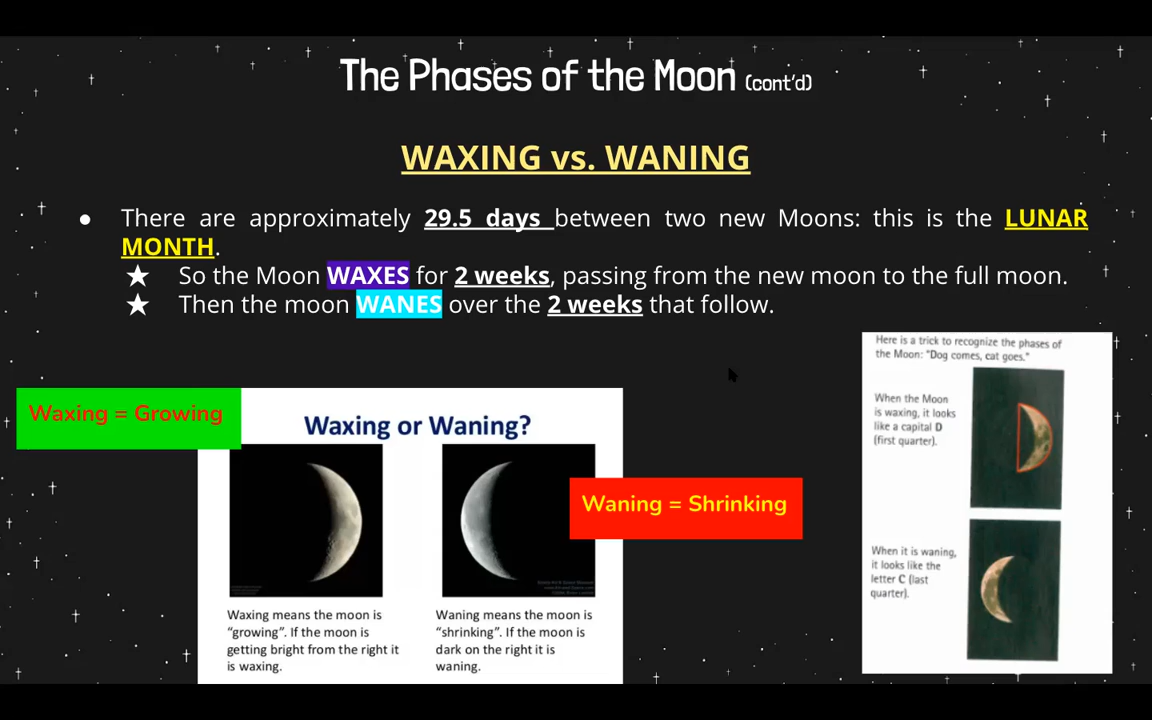 The Phases of the Moon (cont'd)
WAXING vs. WANING
● There are approximately 29.5 days between two new Moons: this is the LUNAR
MONTH.
★ So the Moon WAXES for 2 weeks, passing from the new moon to the full moon.
★ Then the moon WANES over the 2 weeks that follow.
Waxing = Growing
Waxing or Waning?
Waning = Shrinking
Waxing means the moon is
“growing”. If the moon is
getting bright from the right it
is waxing.
Waning means the moon is
“shrinking”. If the moon is
dark on the right it is
waning.
Here is a trick to recognize the phases of
the Moon: "Dog comes, cat goes."
When the Moon
is waxing, it looks
like a capital D
(first quarter).
When it is waning,
it looks like the
letter C (last
quarter).